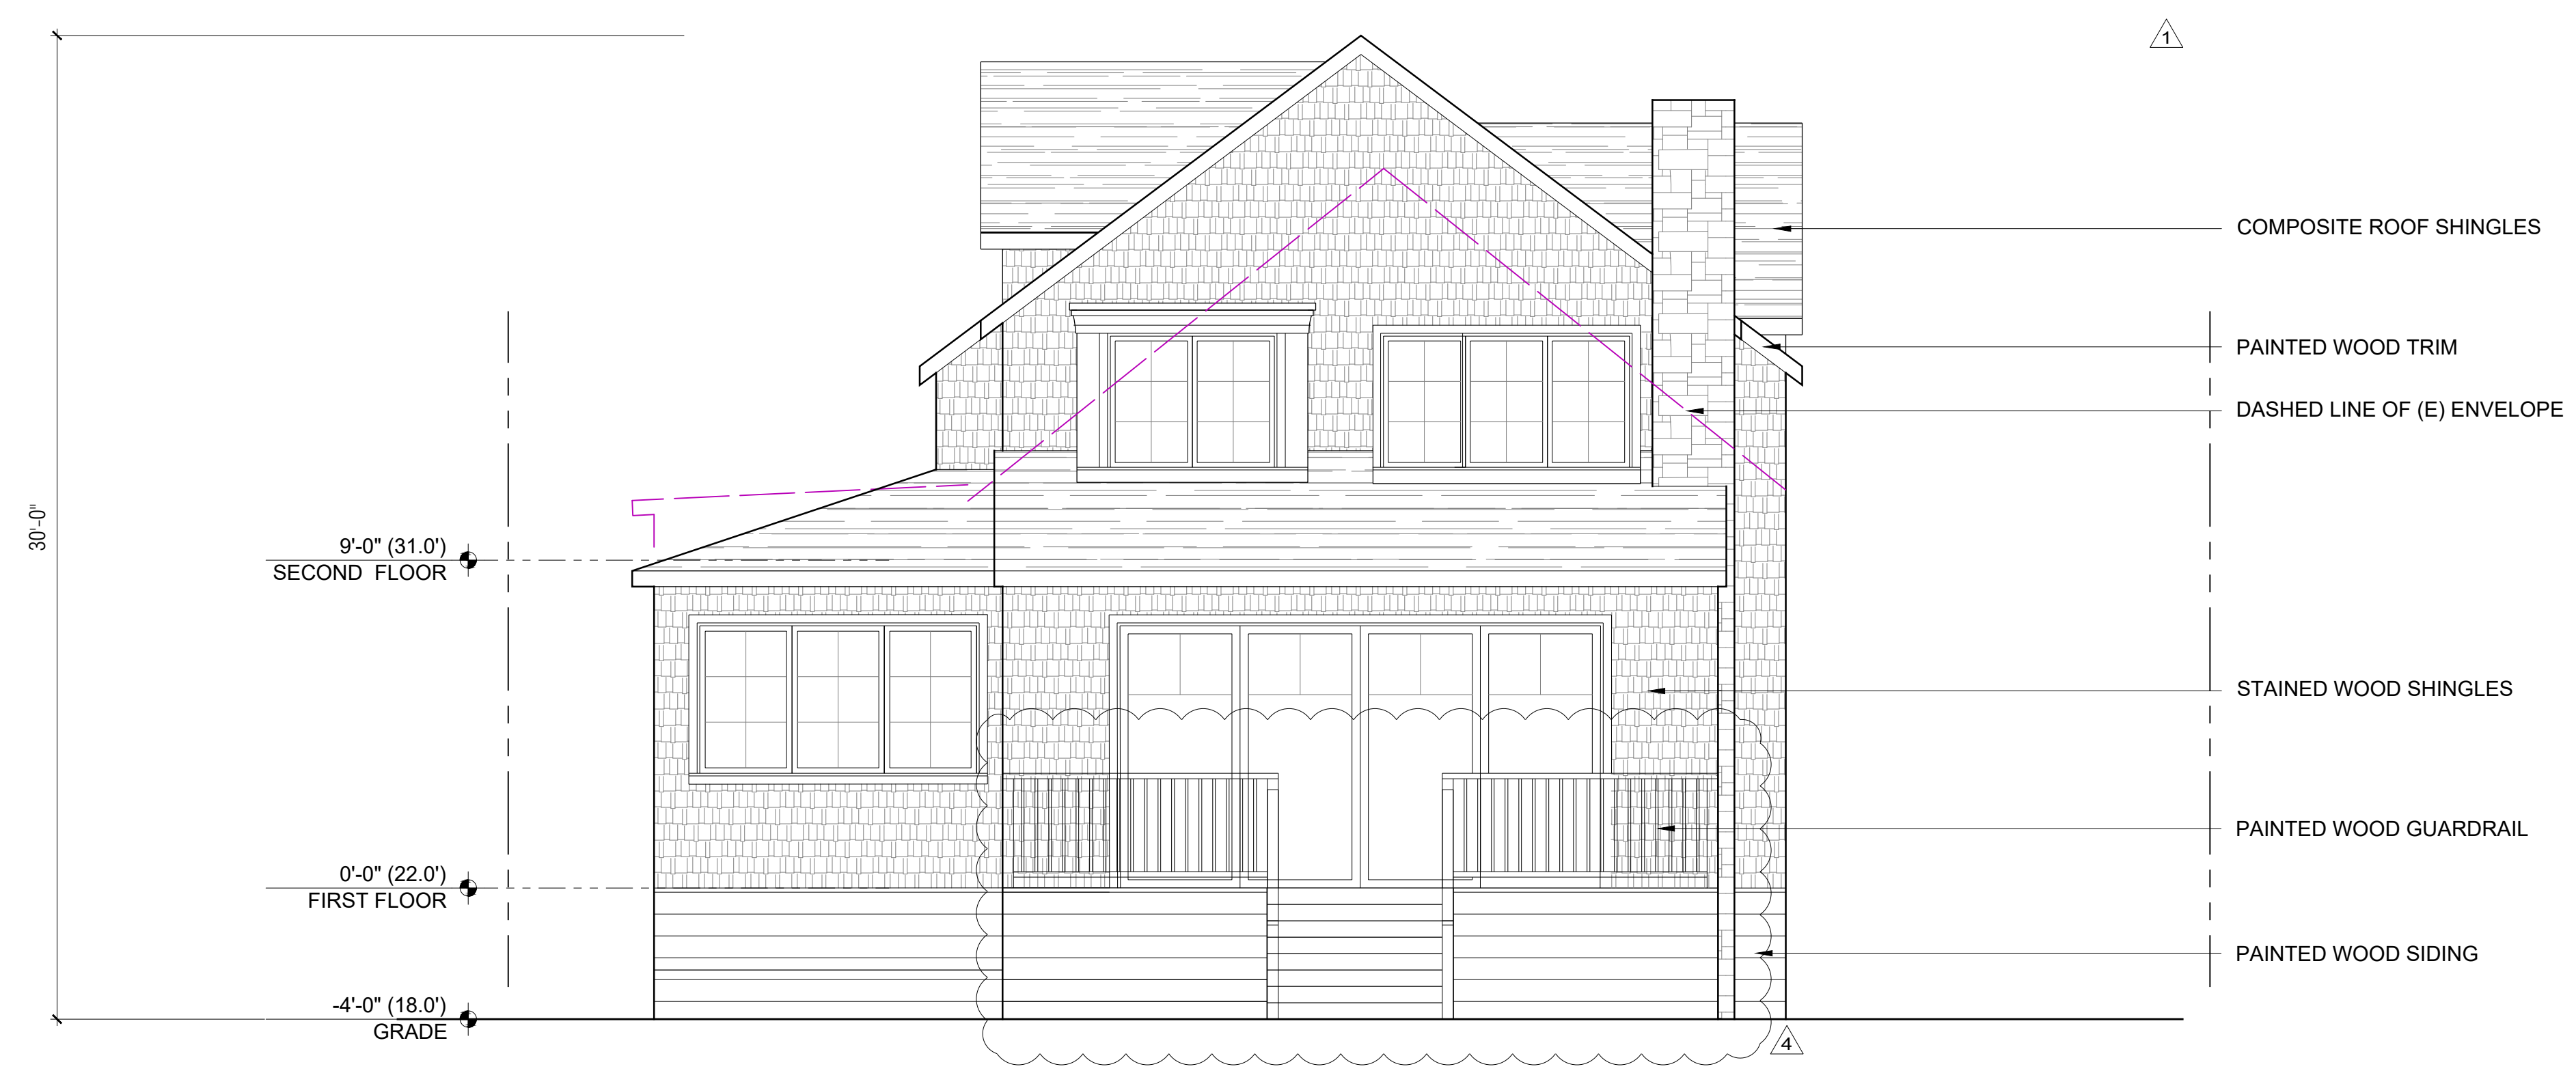 1
COMPOSITE ROOF SHINGLES
PAINTED WOOD TRIM
DASHED LINE OF (E) ENVELOPE
30'-0"
9'-0" (31.0')
SECOND FLOOR
STAINED WOOD SHINGLES
PAINTED WOOD GUARDRAIL
0'-0" (22.0')
FIRST FLOOR
PAINTED WOOD SIDING
-4'-0" (18.0')
GRADE
4